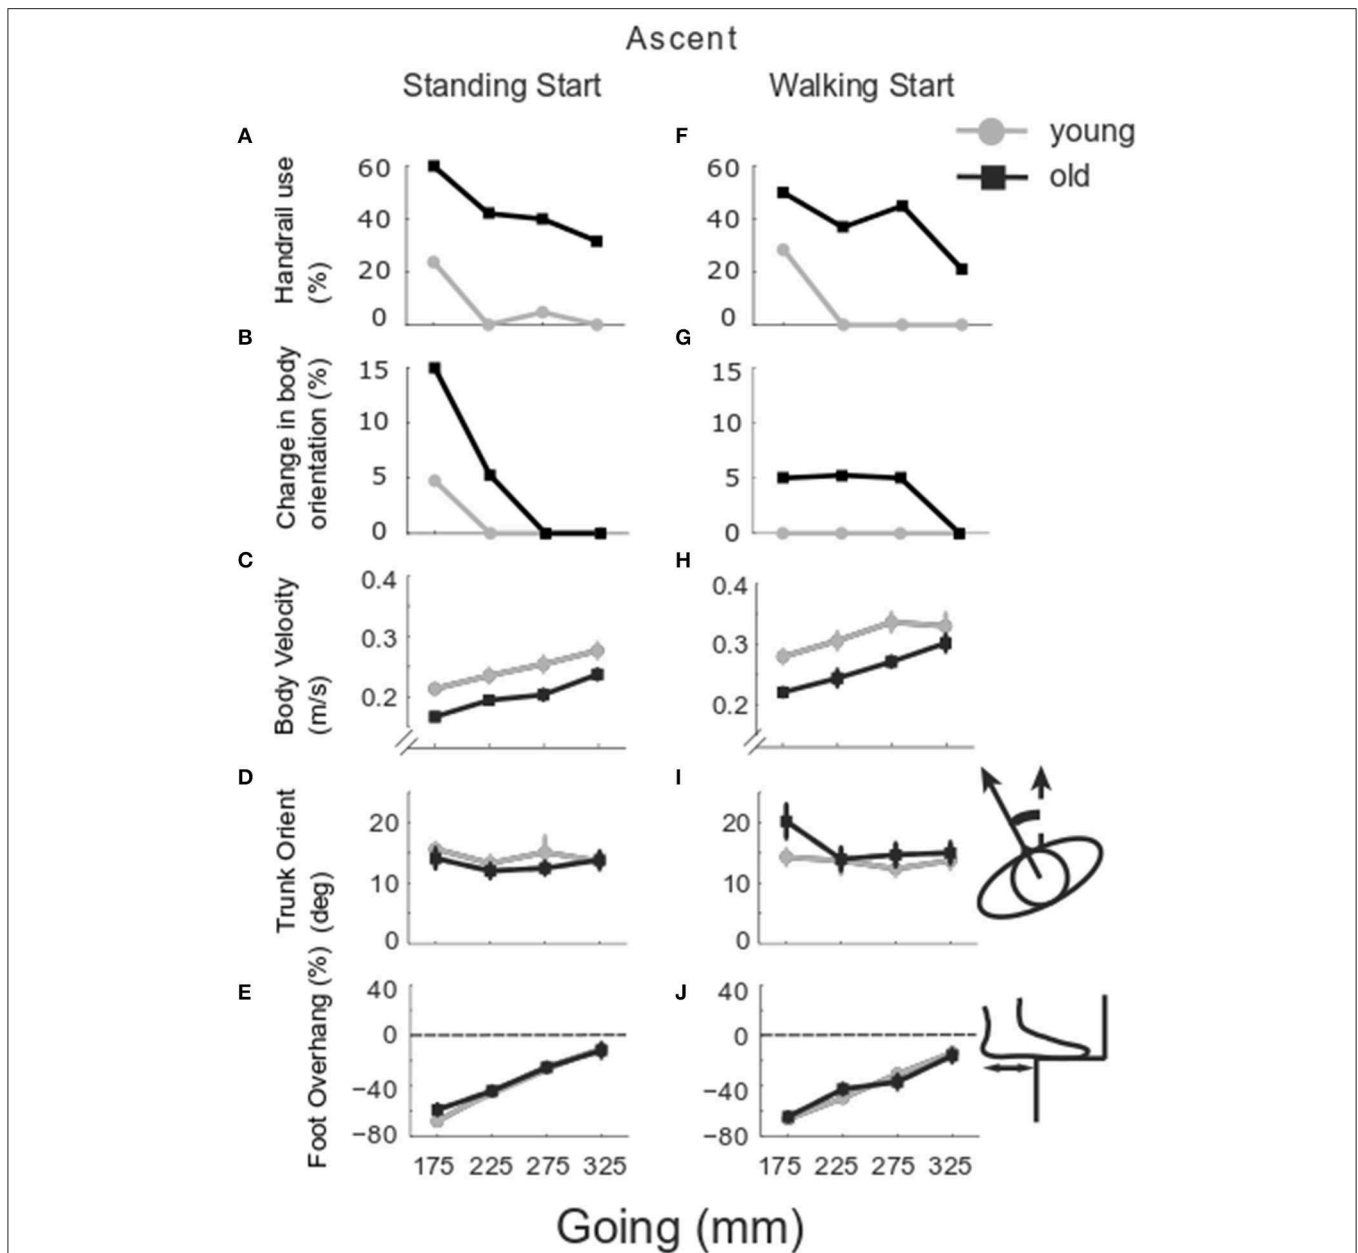 Ascent
Standing Start
Walking Start
young
old
A
Handrail use
(%)
60
40
20
0
F
60
40
20
0
B
Change in body
orientation (%)
15
10
5
0
G
15
10
5
0
C
Body Velocity
(m/s)
0.4
0.3
0.2
H
0.4
0.3
0.2
D
Trunk Orient
(deg)
20
10
0
I
20
10
0
E
Foot Overhang (%)
40
0
−40
−80
175 225 275 325
J
40
0
−40
−80
175 225 275 325
Going (mm)